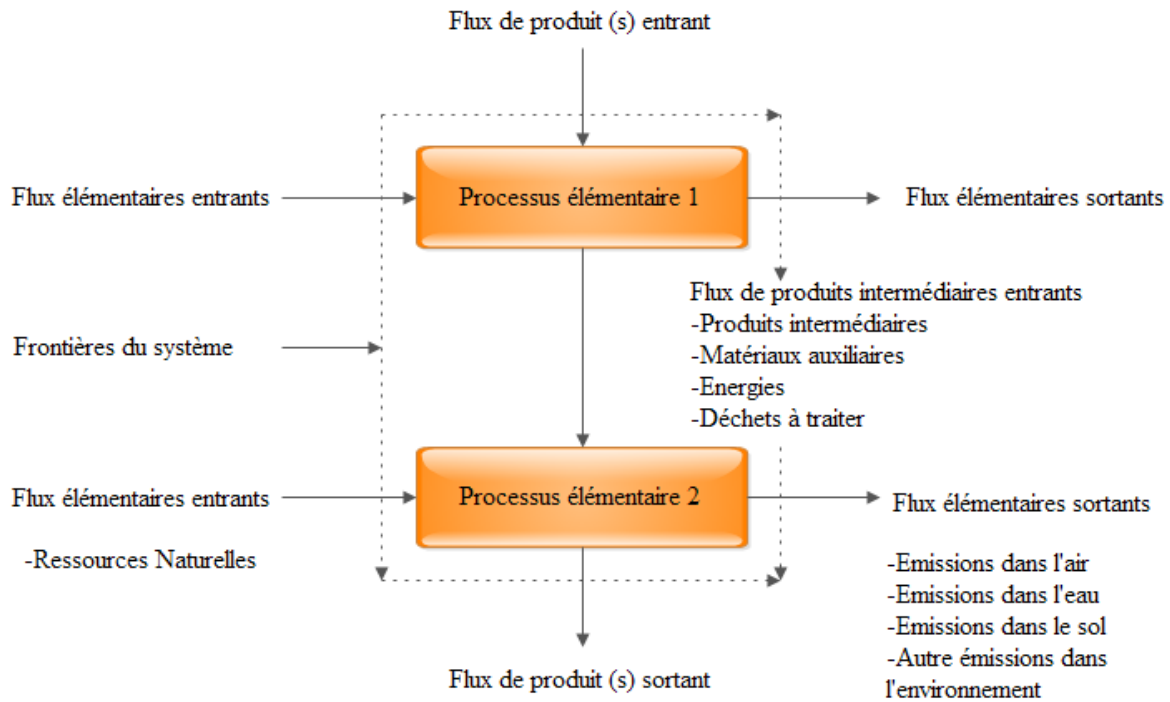 Flux de produit (s) entrant
Flux élémentaires entrants
Processus élémentaire 1
Flux élémentaires sortants
Flux de produits intermédiaires entrants
-Produits intermédiaires
-Matériaux auxiliaires
-Energies
-Déchets à traiter
Frontières du système
Flux élémentaires entrants
-Ressources Naturelles
Processus élémentaire 2
Flux élémentaires sortants
-Emissions dans l'air
-Emissions dans l'eau
-Emissions dans le sol
-Autre émissions dans
l'environnement
Flux de produit (s) sortant